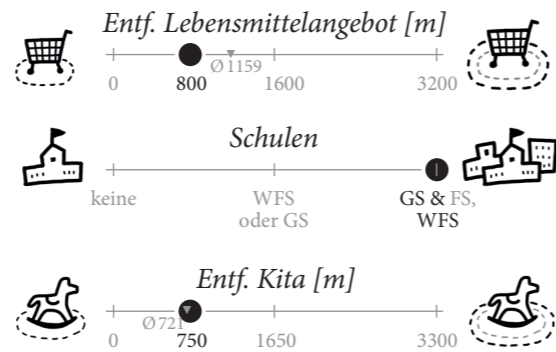 Entf. Lebensmittelangebot [m]
Ø 1159
0 800 1600 3200
Schulen
keine WFS GS & FS,
oder GS WFS
Entf. Kita [m]
Ø 721
0 750 1650 3300